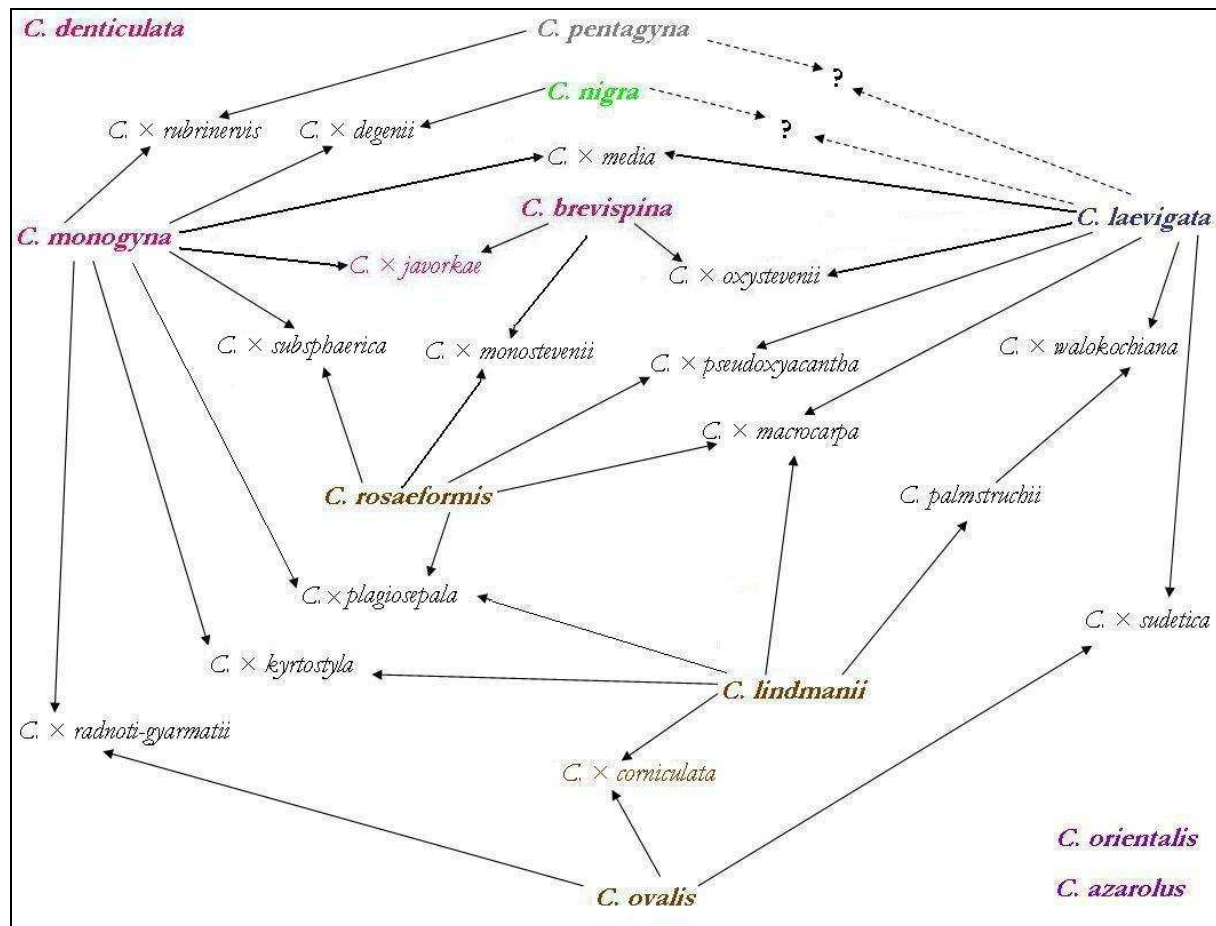 C. denticulata
C. pentagyna
?
C. nigra
C. × rubrinervis
C. × degenii
?
C. × media
C. brevispina
C. laevigata
C. monogyna
C. × javorkae
C. × oxystevenii
C. × subsphaerica
C. × monostevenii
C. × pseudoxyacantha
C. × walokochiana
C. × macrocarpa
C. rosaeformis
C. palmstruchii
C. × plagiosepala
C. × sudetica
C. × kyrtostyla
C. lindmanii
C. × radnoti-gyarmatii
C. × corniculata
C. orientalis
C. azarolus
C. ovalis